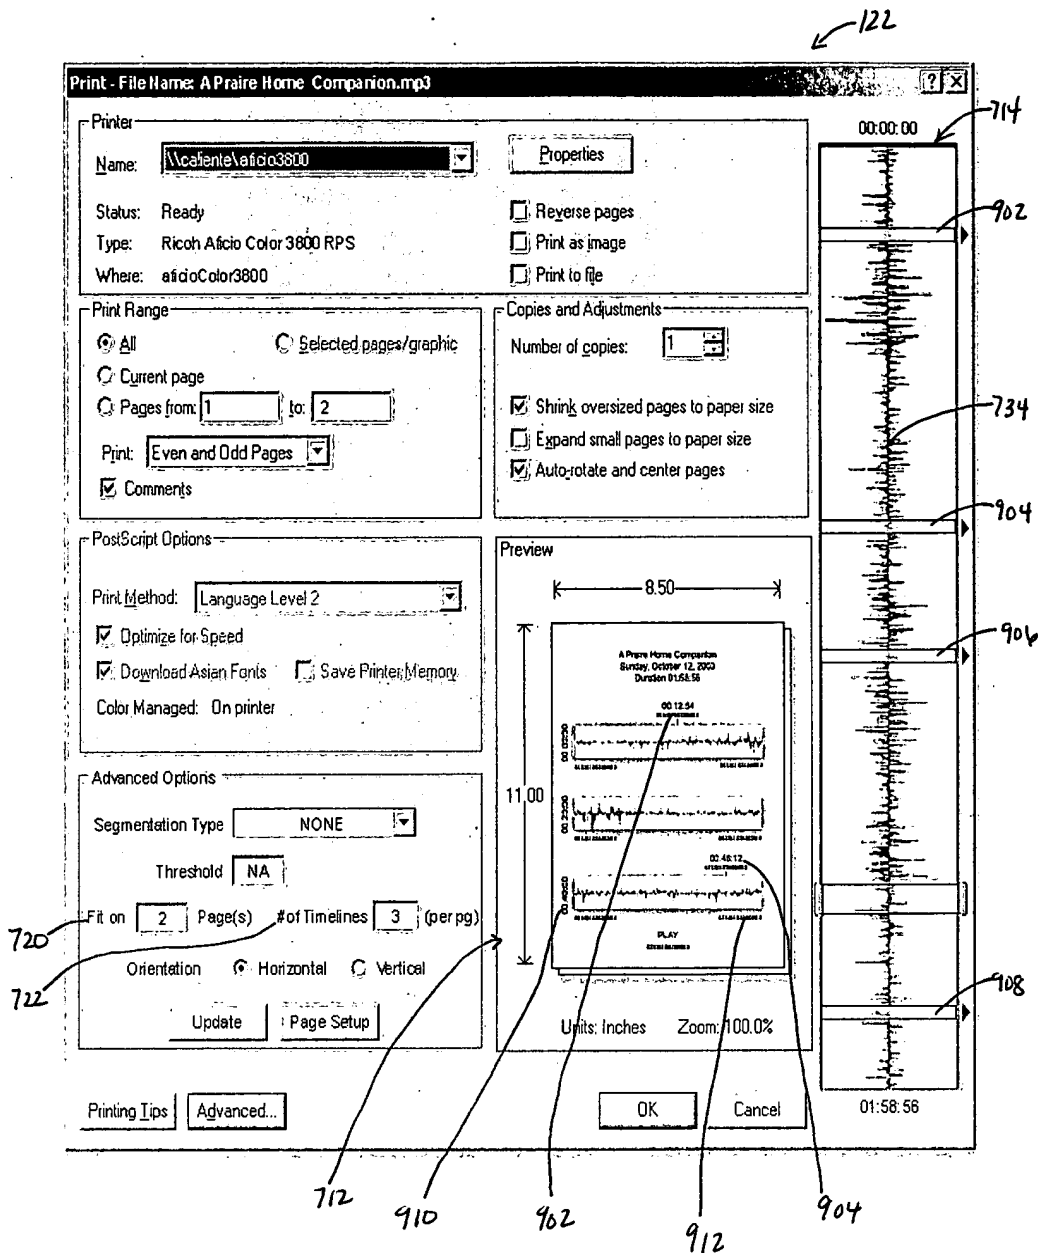 122
Print - File Name: A Praire Home Companion.mp3
? X
Printer
Name: \\caliente\aficio3800
Properties
Status: Ready
Reverse pages
Type: Ricoh Aficio Color 3800 RPS
Print as image
Where: aficioColor3800
Print to file
00:00:00
714
902
Print Range
All
Selected pages/graphic
Current page
Pages from: 1 to: 2
Print: Even and Odd Pages
Comments
Copies and Adjustments
Number of copies: 1
Shrink oversized pages to paper size
Expand small pages to paper size
Auto-rotate and center pages
734
904
PostScript Options
Print Method: Language Level 2
Optimize for Speed
Download Asian Fonts
Save Printer Memory
Color Managed: On printer
Preview
8.50
11.00
A Praire Home Companion
Sunday, October 12, 2003
Duration 01:58:56
00:12:54
00:46:12
PLAY
Units: Inches Zoom: 100.0%
906
Advanced Options
Segmentation Type NONE
Threshold NA
Fit on 2 Page(s) # of Timelines 3 (per pg)
720
722
Orientation Horizontal Vertical
Update Page Setup
908
Printing Tips Advanced...
OK Cancel
01:58:56
712
910
902
912
904